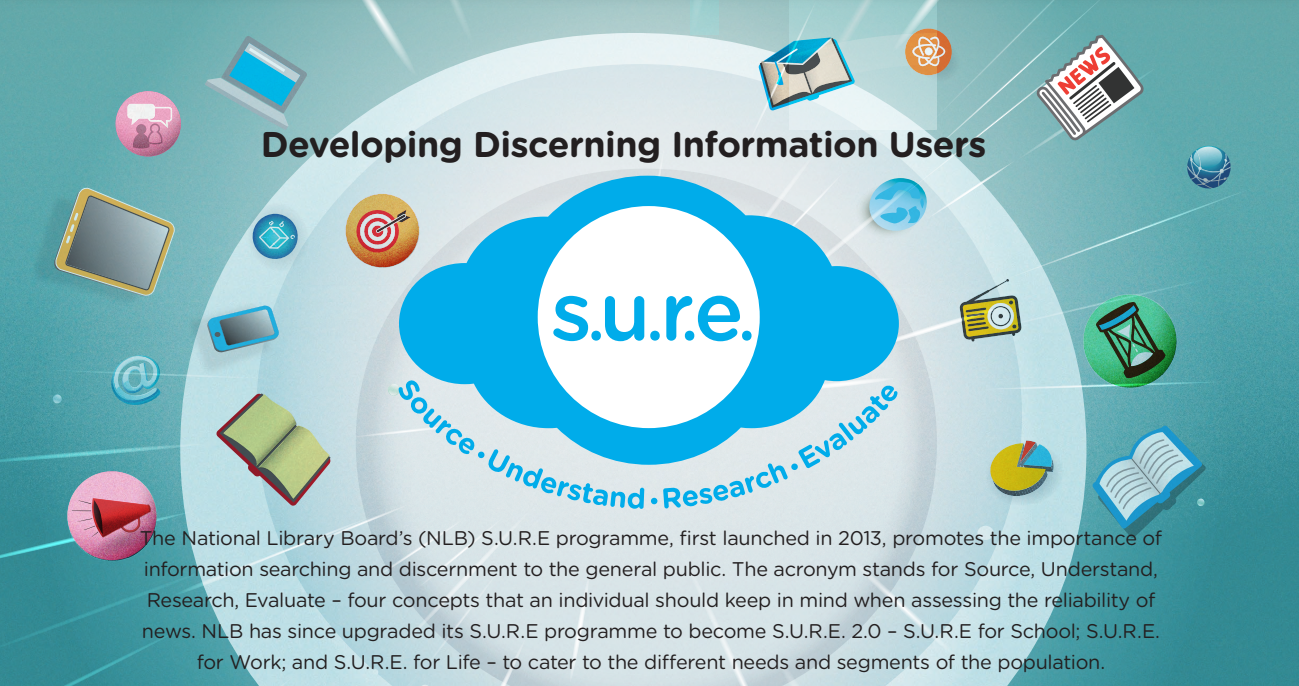 NEWS
Developing Discerning Information Users
s.u.r.e.
Source • Understand • Research • Evaluate
@
The National Library Board’s (NLB) S.U.R.E programme, first launched in 2013, promotes the importance of
information searching and discernment to the general public. The acronym stands for Source, Understand,
Research, Evaluate – four concepts that an individual should keep in mind when assessing the reliability of
news. NLB has since upgraded its S.U.R.E programme to become S.U.R.E. 2.0 – S.U.R.E for School; S.U.R.E.
for Work; and S.U.R.E. for Life – to cater to the different needs and segments of the population.